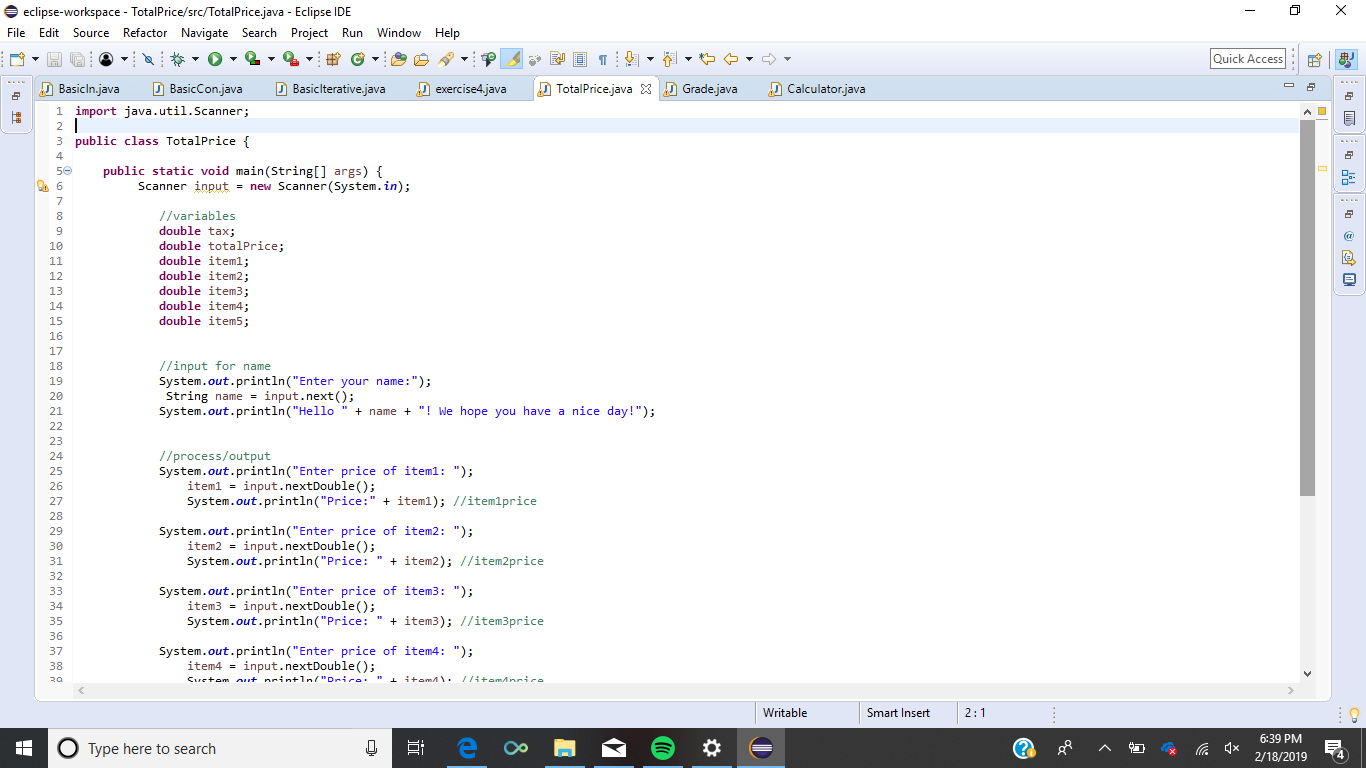 eclipse-workspace - TotalPrice/src/TotalPrice.java - Eclipse IDE
File Edit Source Refactor Navigate Search Project Run Window Help
Quick Access
BasicIn.java BasicCon.java BasicIterative.java exercise4.java TotalPrice.java Grade.java Calculator.java
1 import java.util.Scanner;
2
3 public class TotalPrice {
4
5 public static void main(String[] args) {
6 Scanner input = new Scanner(System.in);
7
8 //variables
9 double tax;
10 double totalPrice;
11 double item1;
12 double item2;
13 double item3;
14 double item4;
15 double item5;
16
17
18 //input for name
19 System.out.println("Enter your name:");
20 String name = input.next();
21 System.out.println("Hello " + name + "! We hope you have a nice day!");
22
23
24 //process/output
25 System.out.println("Enter price of item1: ");
26 item1 = input.nextDouble();
27 System.out.println("Price:" + item1); //item1price
28
29 System.out.println("Enter price of item2: ");
30 item2 = input.nextDouble();
31 System.out.println("Price: " + item2); //item2price
32
33 System.out.println("Enter price of item3: ");
34 item3 = input.nextDouble();
35 System.out.println("Price: " + item3); //item3price
36
37 System.out.println("Enter price of item4: ");
38 item4 = input.nextDouble();
39 System.out.println("Price: " + item4); //item4price
Writable Smart Insert 2 : 1
Type here to search
6:39 PM
2/18/2019
4